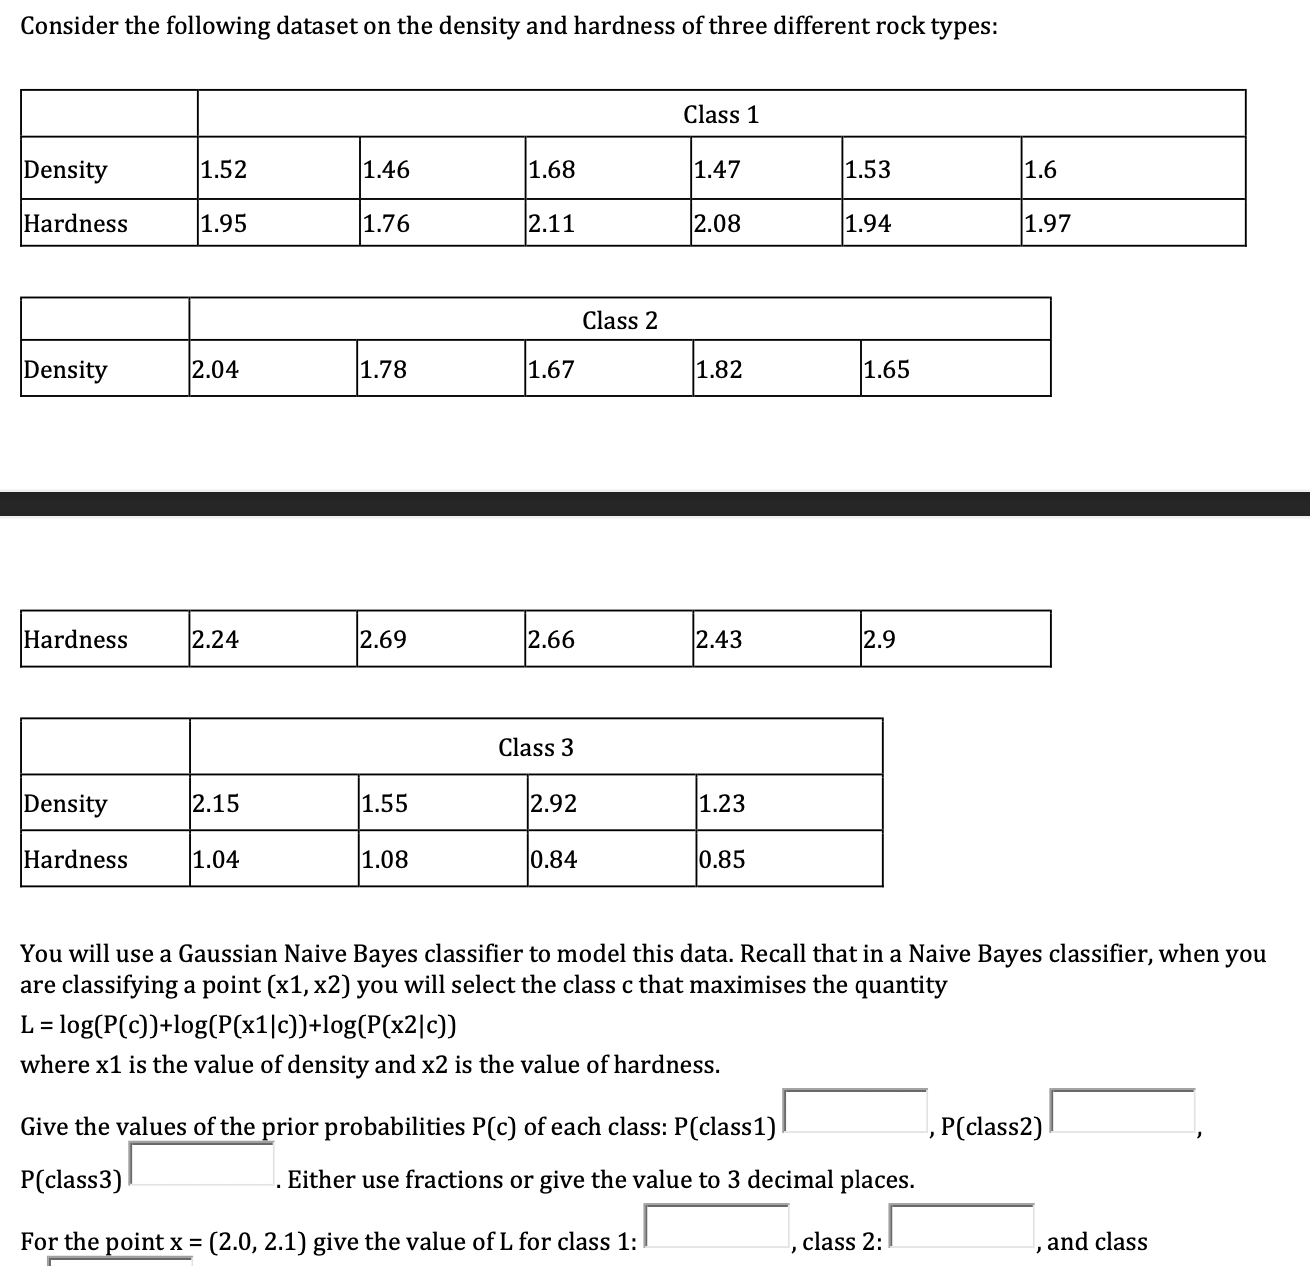 Consider the following dataset on the density and hardness of three different rock types:
Class 1
Density 1.52 1.46 1.68 1.47 1.53 1.6
Hardness 1.95 1.76 2.11 2.08 1.94 1.97
Class 2
Density 2.04 1.78 1.67 1.82 1.65
Hardness 2.24 2.69 2.66 2.43 2.9
Class 3
Density 2.15 1.55 2.92 1.23
Hardness 1.04 1.08 0.84 0.85
You will use a Gaussian Naive Bayes classifier to model this data. Recall that in a Naive Bayes classifier, when you
are classifying a point (x1, x2) you will select the class c that maximises the quantity
L = log(P(c))+log(P(x1|c))+log(P(x2|c))
where x1 is the value of density and x2 is the value of hardness.
Give the values of the prior probabilities P(c) of each class: P(class1) , P(class2) ,
P(class3) . Either use fractions or give the value to 3 decimal places.
For the point x = (2.0, 2.1) give the value of L for class 1: , class 2: , and class